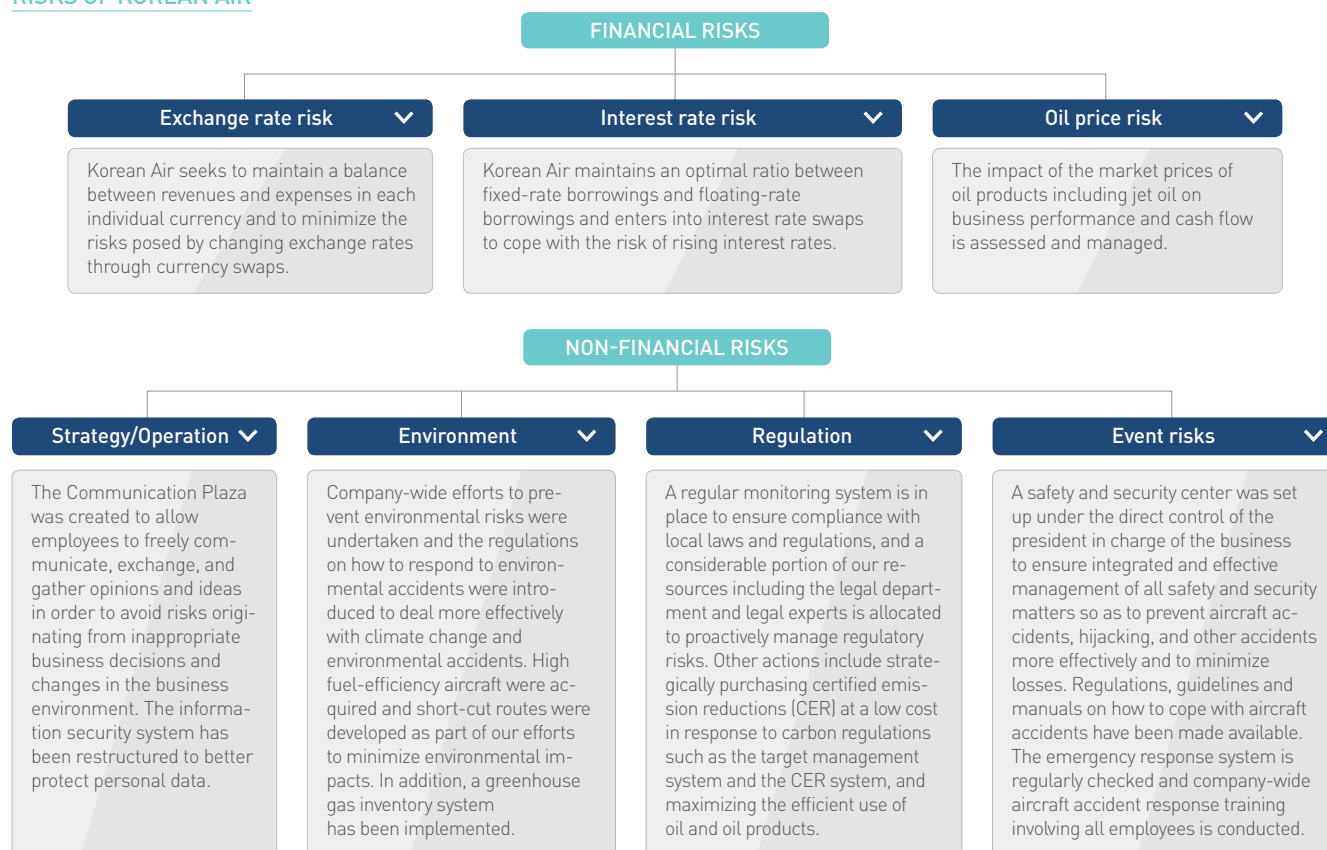 RISKS OF KOREAN AIR
FINANCIAL RISKS
Exchange rate risk
Korean Air seeks to maintain a balance
between revenues and expenses in each
individual currency and to minimize the
risks posed by changing exchange rates
through currency swaps.
Interest rate risk
Korean Air maintains an optimal ratio between
fixed-rate borrowings and floating-rate
borrowings and enters into interest rate swaps
to cope with the risk of rising interest rates.
Oil price risk
The impact of the market prices of
oil products including jet oil on
business performance and cash flow
is assessed and managed.
NON-FINANCIAL RISKS
Strategy/Operation
The Communication Plaza
was created to allow
employees to freely com-
municate, exchange, and
gather opinions and ideas
in order to avoid risks origi-
nating from inappropriate
business decisions and
changes in the business
environment. The informa-
tion security system has
been restructured to better
protect personal data.
Environment
Company-wide efforts to pre-
vent environmental risks were
undertaken and the regulations
on how to respond to environ-
mental accidents were intro-
duced to deal more effectively
with climate change and
environmental accidents. High
fuel-efficiency aircraft were ac-
quired and short-cut routes were
developed as part of our efforts
to minimize environmental im-
pacts. In addition, a greenhouse
gas inventory system
has been implemented.
Regulation
A regular monitoring system is in
place to ensure compliance with
local laws and regulations, and a
considerable portion of our re-
sources including the legal depart-
ment and legal experts is allocated
to proactively manage regulatory
risks. Other actions include strate-
gically purchasing certified emis-
sion reductions (CER) at a low cost
in response to carbon regulations
such as the target management
system and the CER system, and
maximizing the efficient use of
oil and oil products.
Event risks
A safety and security center was set
up under the direct control of the
president in charge of the business
to ensure integrated and effective
management of all safety and security
matters so as to prevent aircraft ac-
cidents, hijacking, and other accidents
more effectively and to minimize
losses. Regulations, guidelines and
manuals on how to cope with aircraft
accidents have been made available.
The emergency response system is
regularly checked and company-wide
aircraft accident response training
involving all employees is conducted.